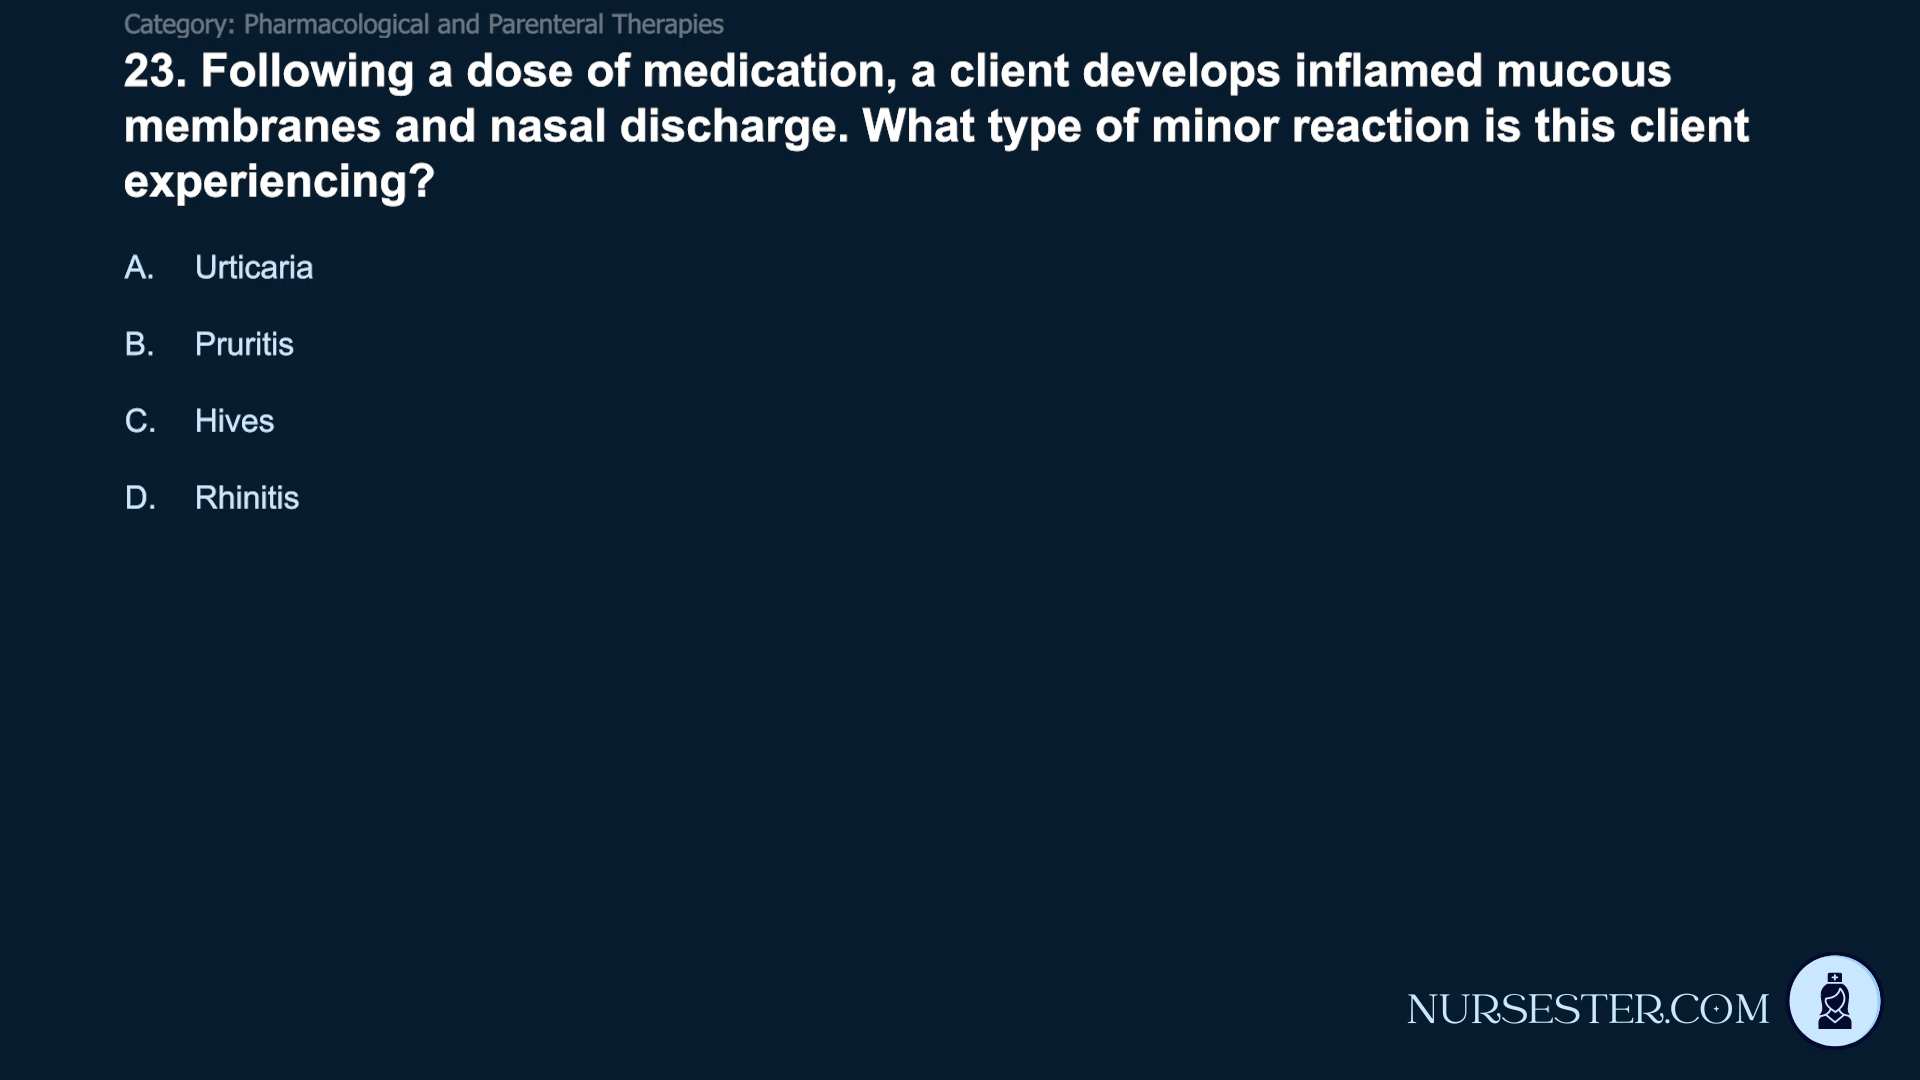 Category: Pharmacological and Parenteral Therapies
23. Following a dose of medication, a client develops inflamed mucous
membranes and nasal discharge. What type of minor reaction is this client
experiencing?
A. Urticaria
B. Pruritis
C. Hives
D. Rhinitis
NURSESTER.COM